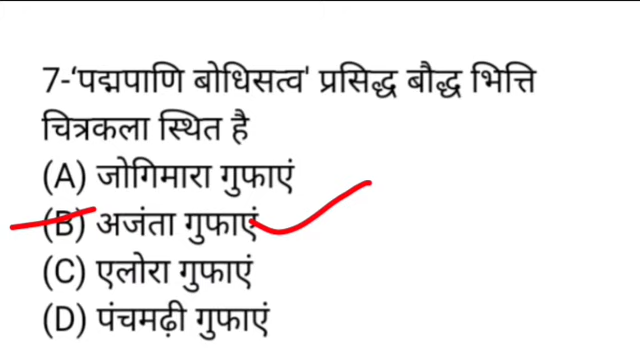 7-‘पद्मपाणि बोधिसत्व' प्रसिद्ध बौद्ध भित्ति
चित्रकला स्थित है
(A) जोगिमारा गुफाएं
(B) अजंता गुफाएं
(C) एलोरा गुफाएं
(D) पंचमढ़ी गुफाएं